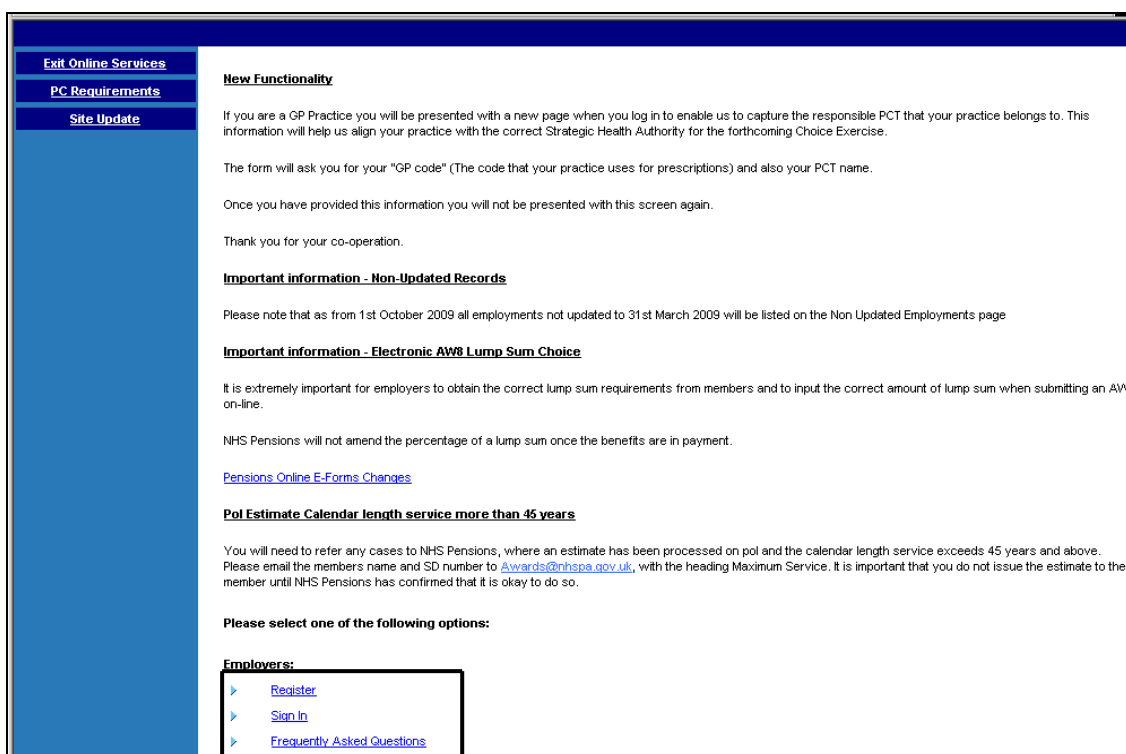 Exit Online Services
PC Requirements
Site Update
New Functionality
If you are a GP Practice you will be presented with a new page when you log in to enable us to capture the responsible PCT that your practice belongs to. This
information will help us align your practice with the correct Strategic Health Authority for the forthcoming Choice Exercise.
The form will ask you for your "GP code" (The code that your practice uses for prescriptions) and also your PCT name.
Once you have provided this information you will not be presented with this screen again.
Thank you for your co-operation.
Important information - Non-Updated Records
Please note that as from 1st October 2009 all employments not updated to 31st March 2009 will be listed on the Non Updated Employments page
Important information - Electronic AW8 Lump Sum Choice
It is extremely important for employers to obtain the correct lump sum requirements from members and to input the correct amount of lump sum when submitting an
on-line.
NHS Pensions will not amend the percentage of a lump sum once the benefits are in payment.
Pensions Online E-Forms Changes
Pol Estimate Calendar length service more than 45 years
You will need to refer any cases to NHS Pensions, where an estimate has been processed on pol and the calendar length service exceeds 45 years and above.
Please email the members name and SD number to Awards@nhspa.gov.uk, with the heading Maximum Service. It is important that you do not issue the estimate to the
member until NHS Pensions has confirmed that it is okay to do so.
Please select one of the following options:
Employers:
Register
Sign In
Frequently Asked Questions